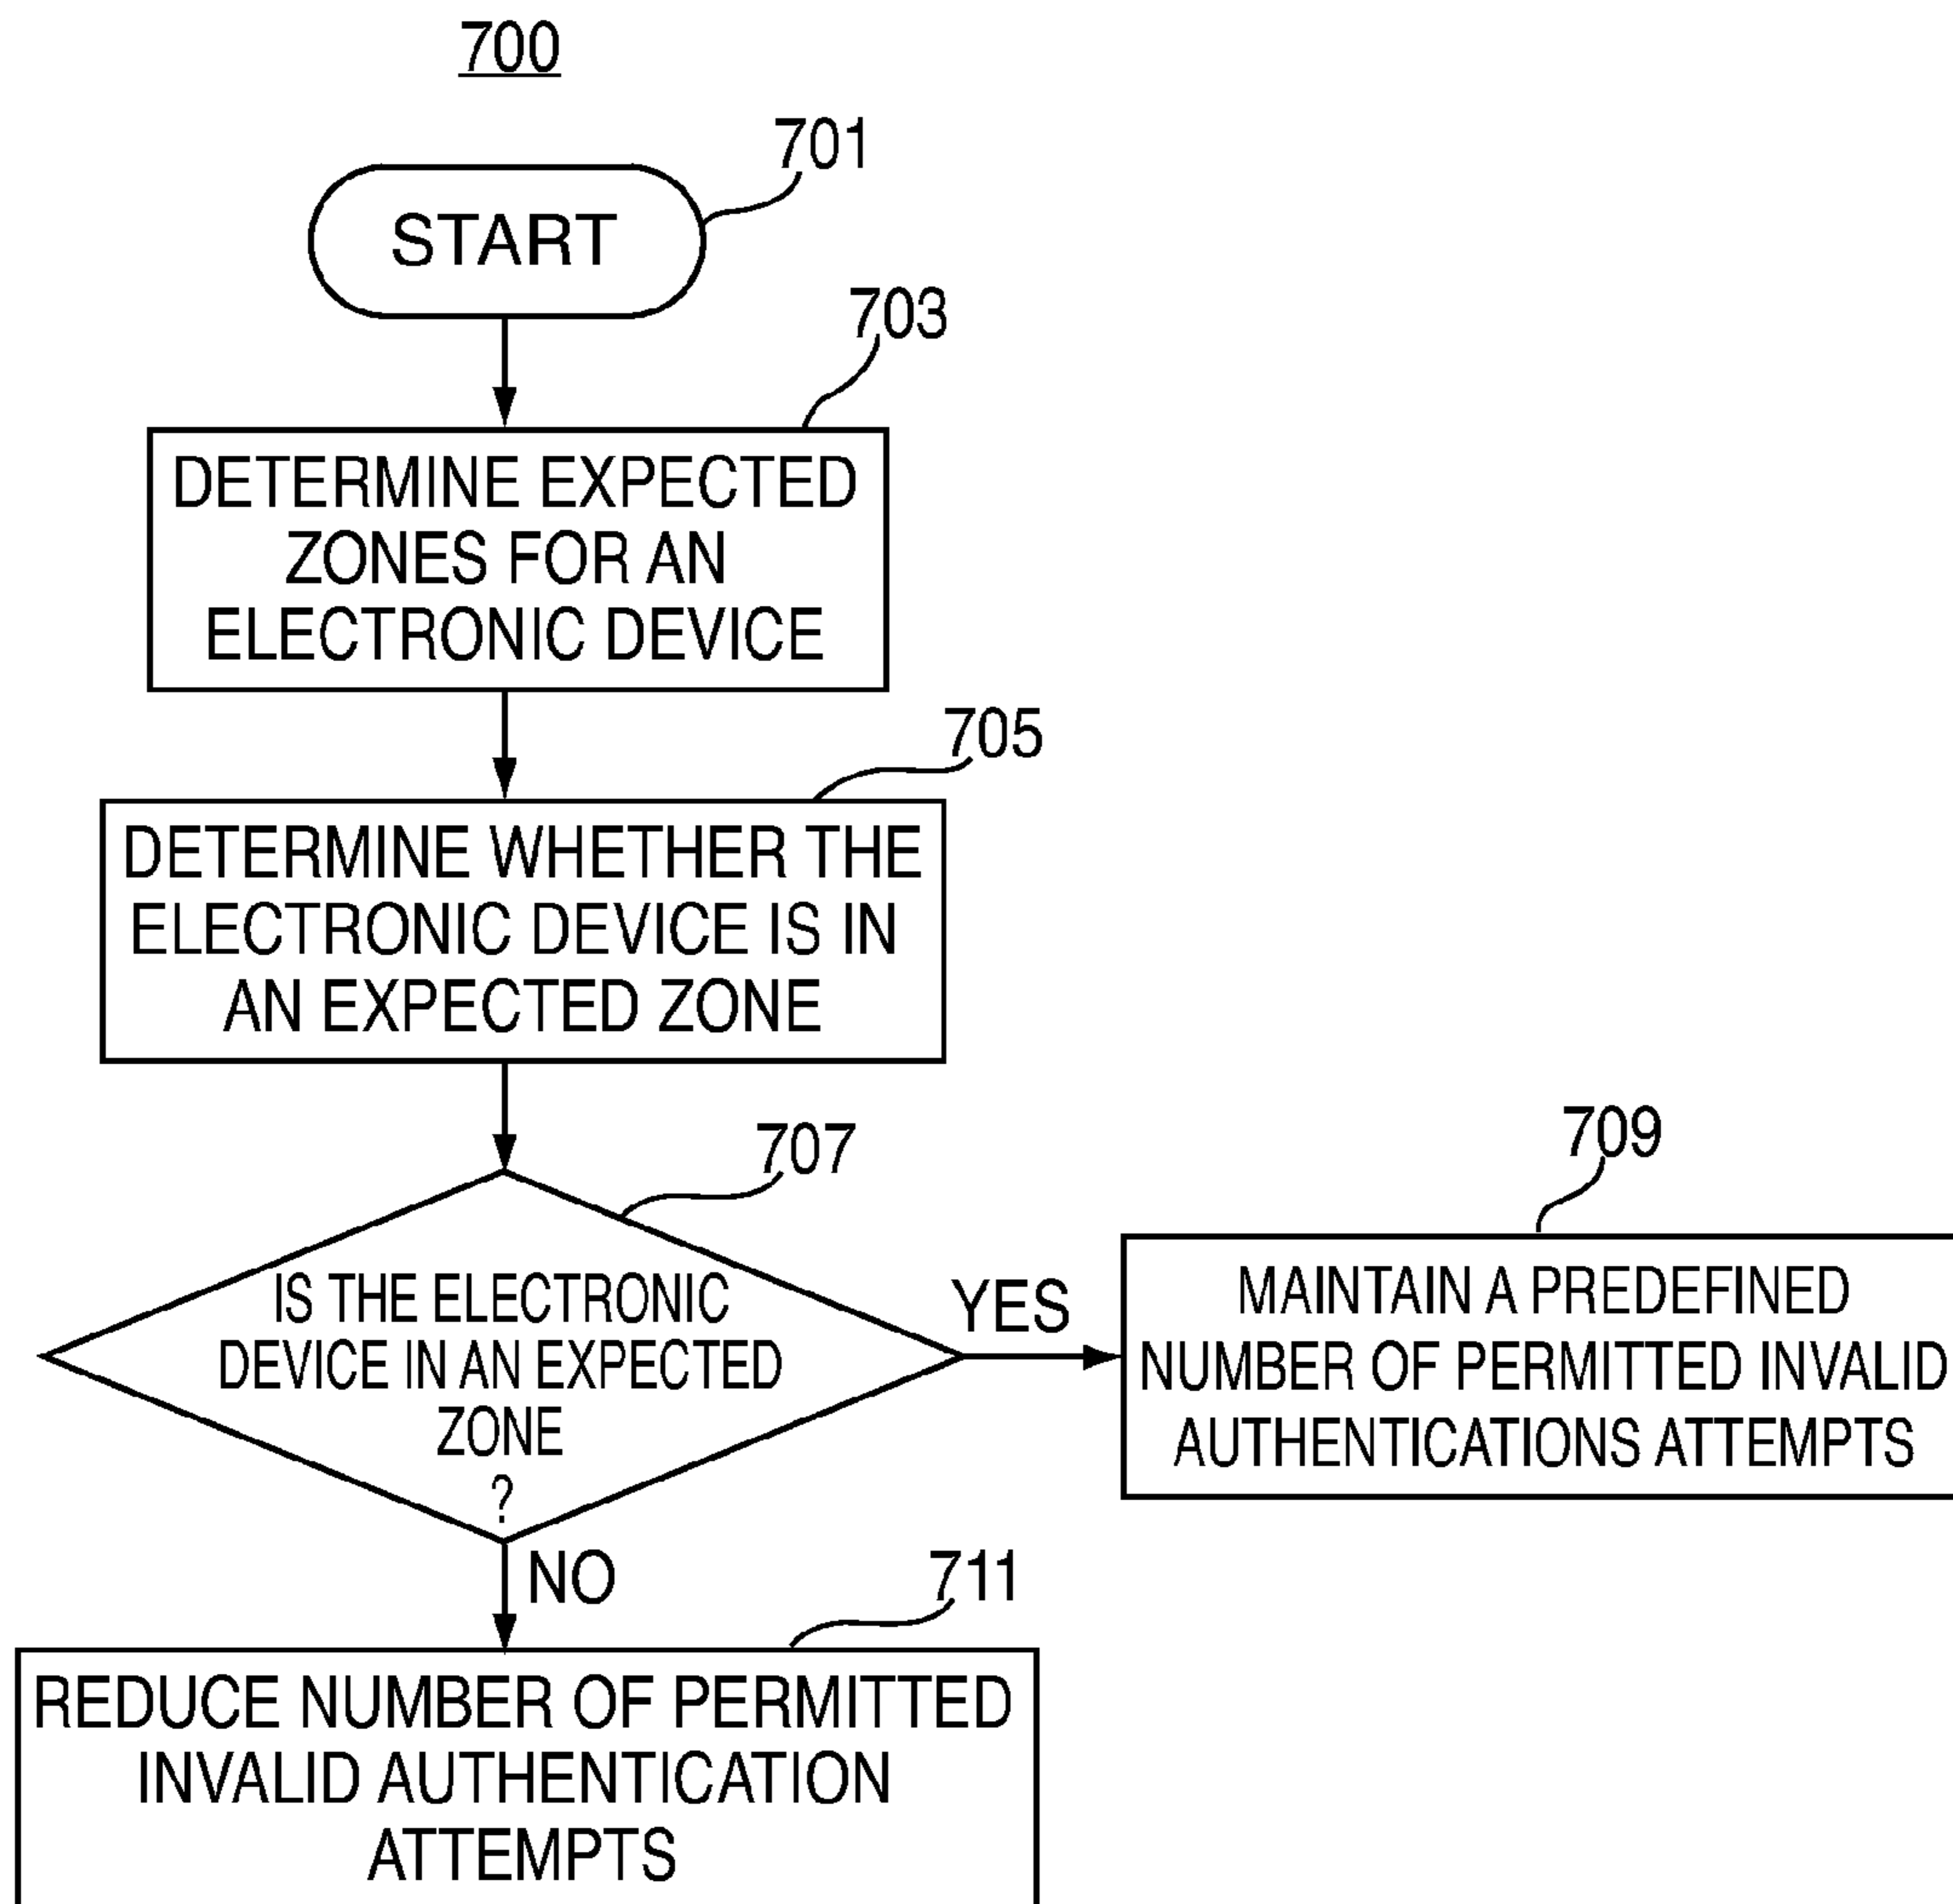 700
701
START
703
DETERMINE EXPECTED
ZONES FOR AN
ELECTRONIC DEVICE
705
DETERMINE WHETHER THE
ELECTRONIC DEVICE IS IN
AN EXPECTED ZONE
707
IS THE ELECTRONIC
DEVICE IN AN EXPECTED
ZONE
?
YES
709
MAINTAIN A PREDEFINED
NUMBER OF PERMITTED INVALID
AUTHENTICATIONS ATTEMPTS
NO
711
REDUCE NUMBER OF PERMITTED
INVALID AUTHENTICATION
ATTEMPTS